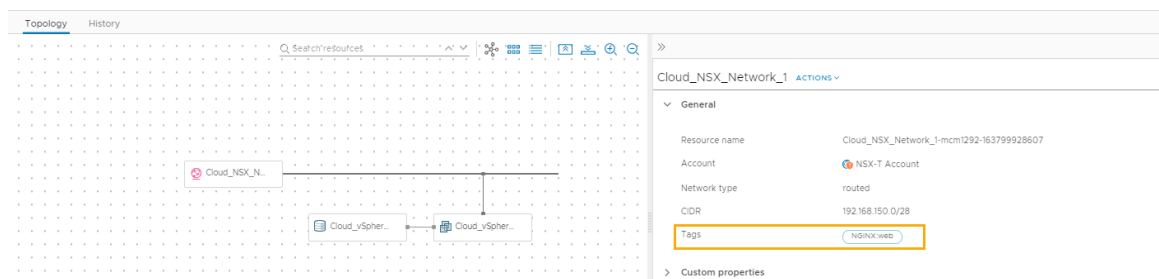 Topology History
Search resources
Cloud_NSX_N...
Cloud_vSpher...
Cloud_vSpher...
Cloud_NSX_Network_1 ACTIONS
General
Resource name Cloud_NSX_Network_1-mcm1292-163799928607
Account NSX-T Account
Network type routed
CIDR 192.168.150.0/28
Tags NGINX:web
Custom properties